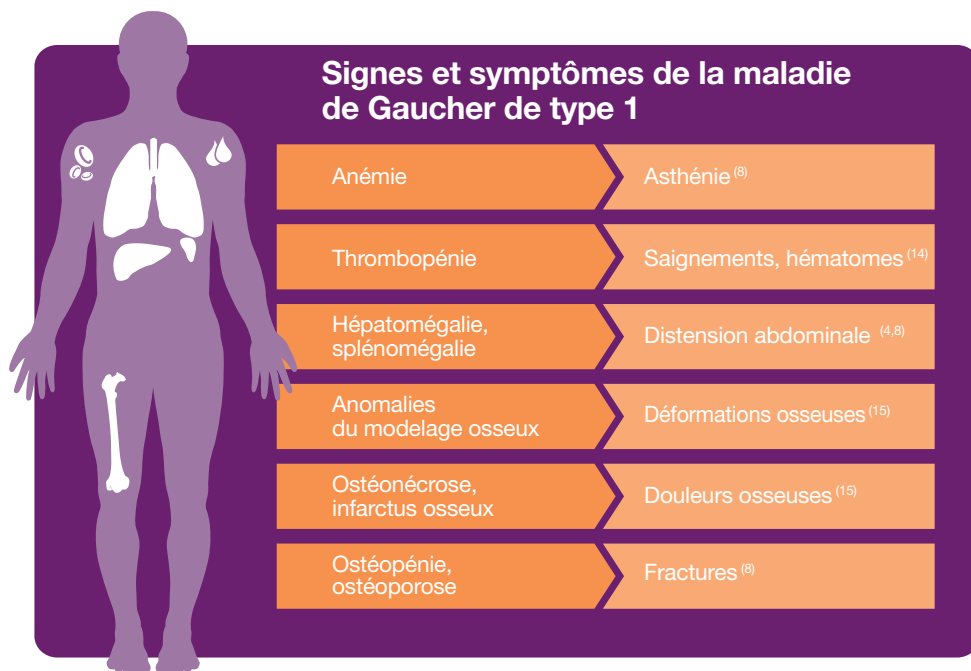 Signes et symptômes de la maladie
de Gaucher de type 1
Anémie
Asthénie (8)
Thrombopénie
Saignements, hématomes (14)
Hépatomégalie,
splénomégalie
Distension abdominale (4,8)
Anomalies
du modelage osseux
Déformations osseuses (15)
Ostéonécrose,
infarctus osseux
Douleurs osseuses (15)
Ostéopénie,
ostéoporose
Fractures (8)